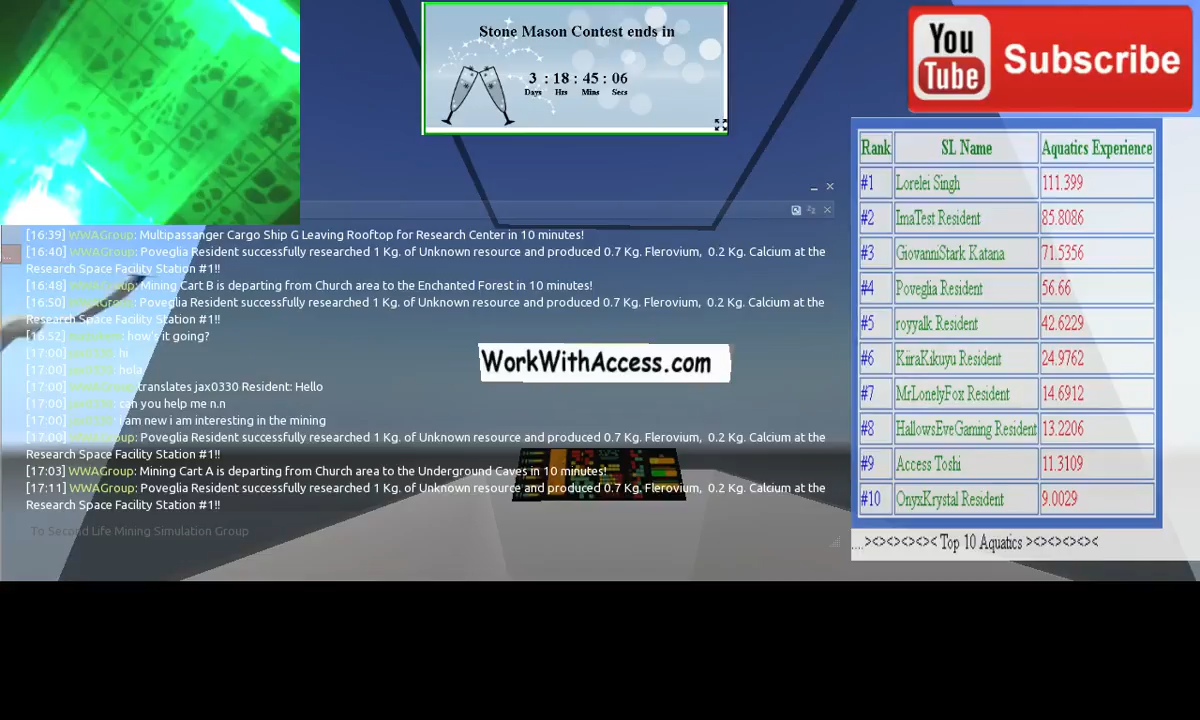 Stone Mason Contest ends in
3 : 18 : 45 : 06
Days Hrs Mins Secs
You Tube Subscribe
[16:39] WWAGroup: Multipassanger Cargo Ship G Leaving Rooftop for Research Center in 10 minutes!
[16:40] WWAGroup: Poveglia Resident successfully researched 1 Kg. of Unknown resource and produced 0.7 Kg. Flerovium, 0.2 Kg. Calcium at the
Research Space Facility Station #1!!
[16:48] WWAGroup: Mining Cart B is departing from Church area to the Enchanted Forest in 10 minutes!
[16:50] WWAGroup: Poveglia Resident successfully researched 1 Kg. of Unknown resource and produced 0.7 Kg. Flerovium, 0.2 Kg. Calcium at the
Research Space Facility Station #1!!
[16:52] : how's it going?
[17:00] jax0330: hi
[17:00] jax0330: hola
[17:00] WWAGroup translates jax0330 Resident: Hello
[17:00] jax0330: can you help me n.n
[17:00] jax0330: i am new i am interesting in the mining
[17:00] WWAGroup: Poveglia Resident successfully researched 1 Kg. of Unknown resource and produced 0.7 Kg. Flerovium, 0.2 Kg. Calcium at the
Research Space Facility Station #1!!
[17:03] WWAGroup: Mining Cart A is departing from Church area to the Underground Caves in 10 minutes!
[17:11] WWAGroup: Poveglia Resident successfully researched 1 Kg. of Unknown resource and produced 0.7 Kg. Flerovium, 0.2 Kg. Calcium at the
Research Space Facility Station #1!!
To Second Life Mining Simulation Group
WorkWithAccess.com
Rank SL Name Aquatics Experience
#1 Lorelei Singh 111.399
#2 ImaTest Resident 85.8086
#3 GiovanniStark Katana 71.5356
#4 Poveglia Resident 56.66
#5 royyalk Resident 42.6229
#6 KiiraKikuyu Resident 24.9762
#7 MrLonelyFox Resident 14.6912
#8 HallowsEveGaming Resident 13.2206
#9 Access Toshi 11.3109
#10 OnyxKrystal Resident 9.0029
....><><><><>< Top 10 Aquatics ><><><><><